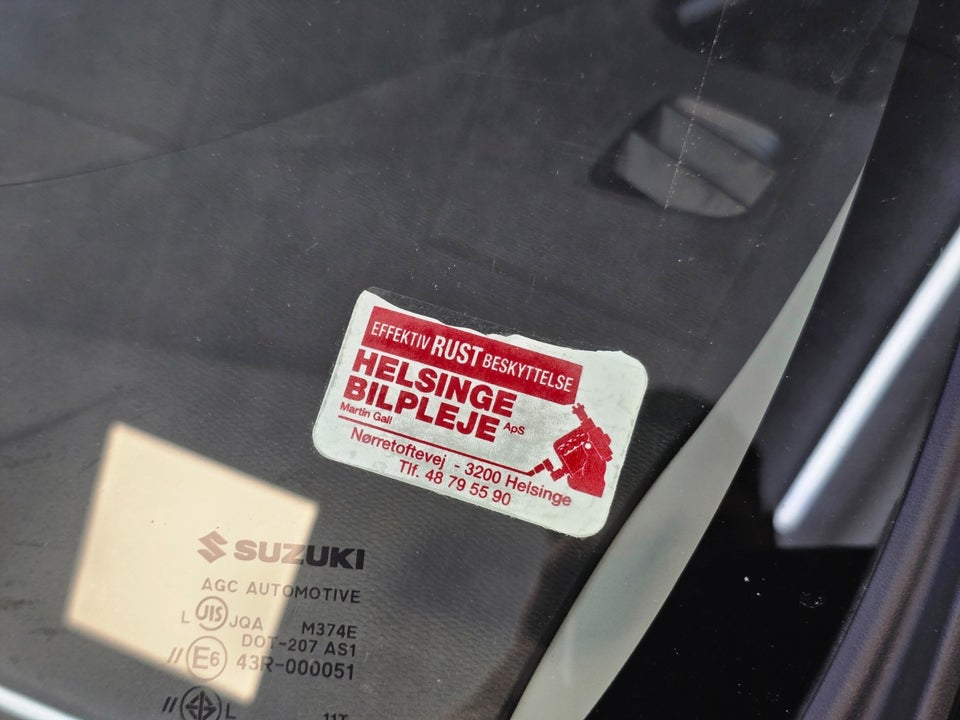 EFFEKTIV RUST BESKYTTELSE
HELSINGE
BILPLEJE ApS
Martin Gall
Nørretoftevej - 3200 Helsinge
Tlf. 48 79 55 90
SUZUKI
AGC AUTOMOTIVE
L JIS JQA M374E
DOT-207 AS1
// E6 43R-000051
// L 11T